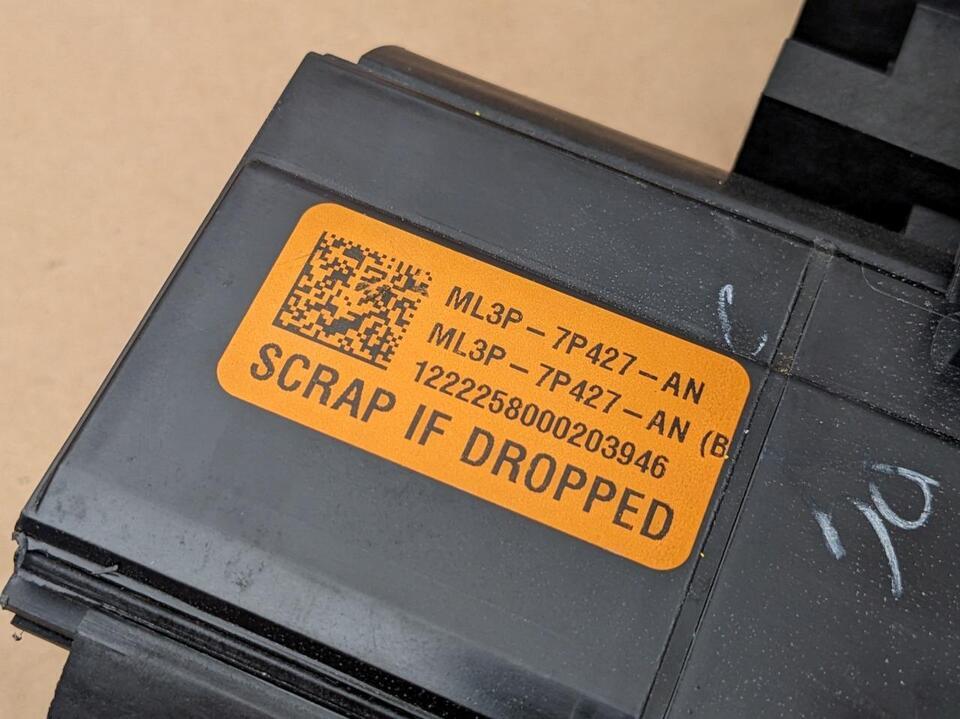 ML3P-7P427-AN
ML3P-7P427-AN (B
1222258000203946
SCRAP IF DROPPED